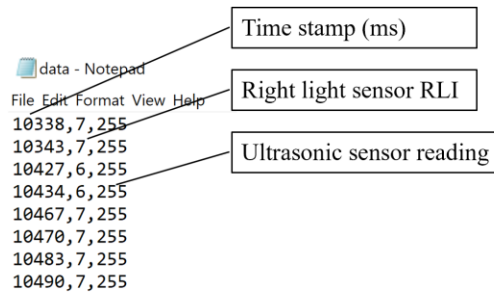 Time stamp (ms)
data - Notepad
Right light sensor RLI
File Edit Format View Help
10338,7,255
10343,7,255
Ultrasonic sensor reading
10427,6,255
10434,6,255
10467,7,255
10470,7,255
10483,7,255
10490,7,255